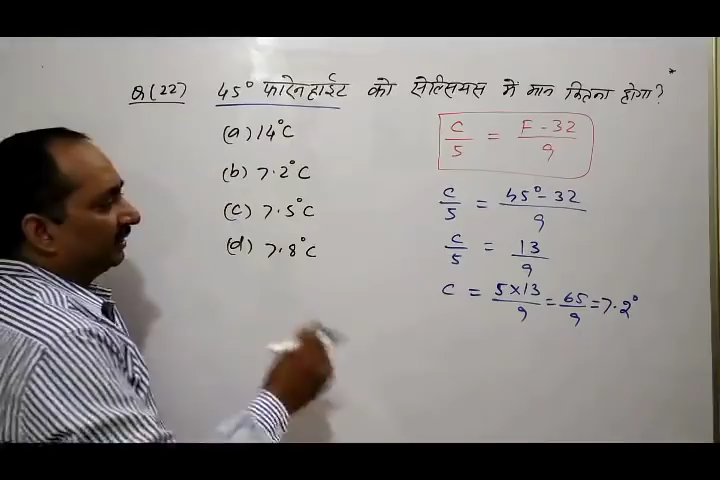 Q(22) 45° फारेनहाईट को सेल्सियस में मान कितना होगा?
(a) 14°C
(b) 7.2°C
(c) 7.5°C
(d) 7.8°C
C/5 = F-32/9
C/5 = 45°-32/9
C/5 = 13/9
C = 5×13/9 = 65/9 = 7.2°